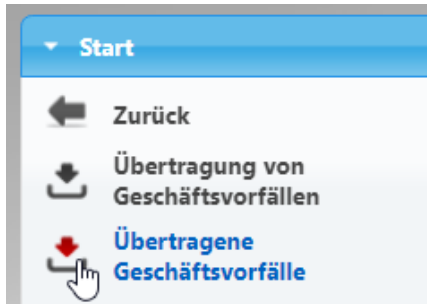 Start
Zurück
Übertragung von
Geschäftsvorfällen
Übertragene
Geschäftsvorfälle